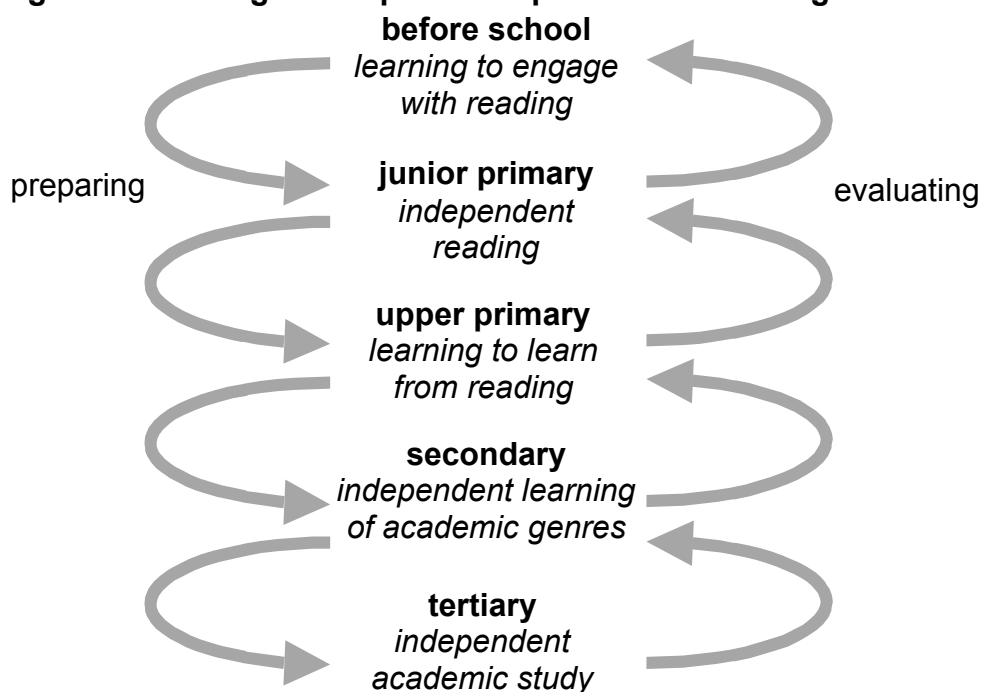 before school
learning to engage
with reading
preparing
junior primary
independent
reading
evaluating
upper primary
learning to learn
from reading
secondary
independent learning
of academic genres
tertiary
independent
academic study